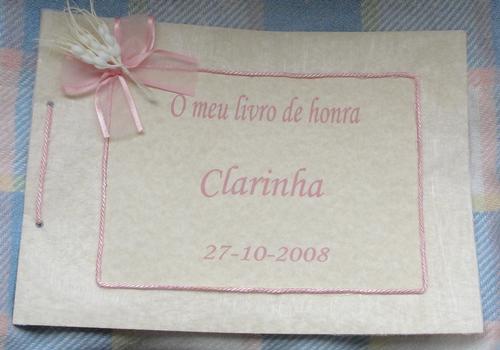 O meu livro de honra
Clarinha
27-10-2008